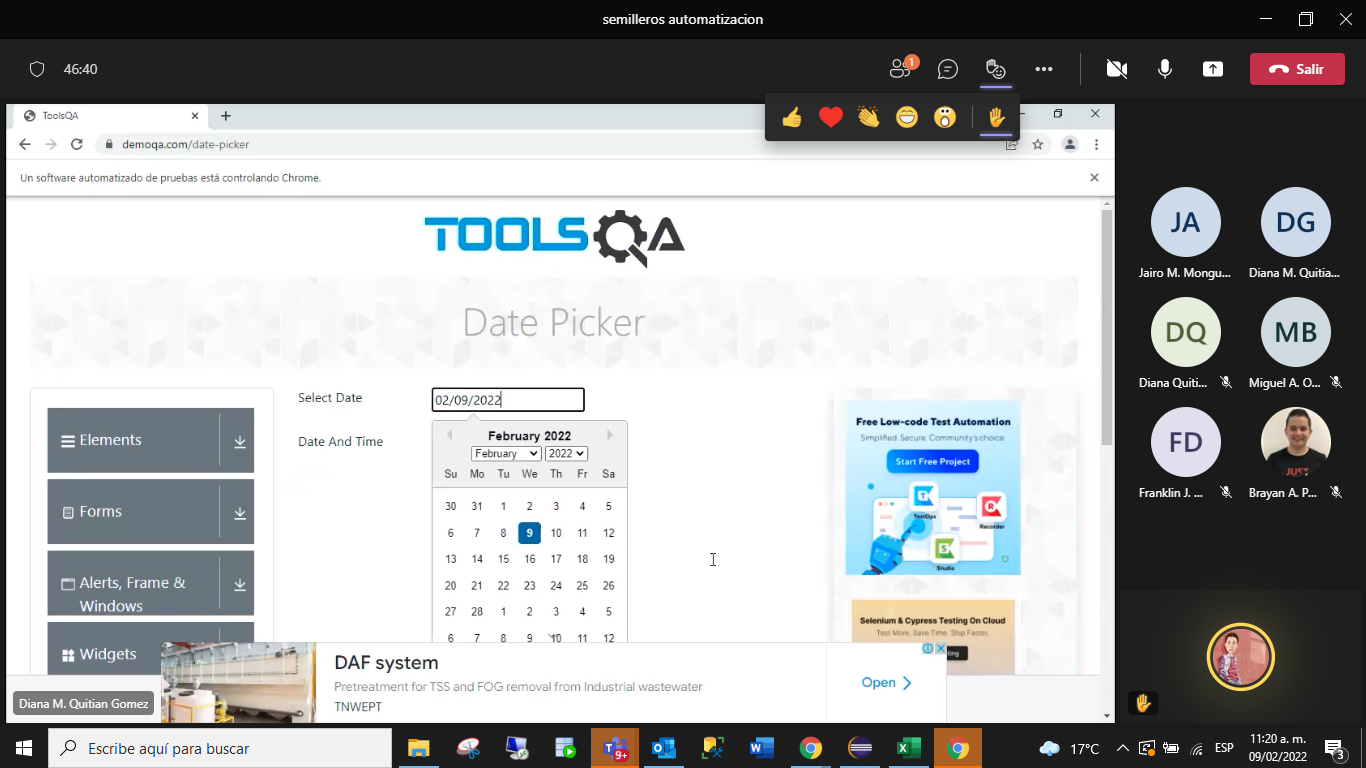 semilleros automatizacion
46:40
1
Salir
ToolsQA
demoqa.com/date-picker
Un software automatizado de pruebas está controlando Chrome.
TOOLSQA
Date Picker
Select Date
02/09/2022
Date And Time
February 2022
February
2022
Su Mo Tu We Th Fr Sa
30 31 1 2 3 4 5
6 7 8 9 10 11 12
13 14 15 16 17 18 19
20 21 22 23 24 25 26
27 28 1 2 3 4 5
6 7 8 9 10 11 12
Elements
Forms
Alerts, Frame &
Windows
Widgets
Free Low-code Test Automation
Simplified. Secure. Community's choice
Start Free Project
TestOps
Recorder
Studio
Selenium & Cypress Testing On Cloud
Test More. Save Time. Ship Faster.
DAF system
Pretreatment for TSS and FOG removal from Industrial wastewater
TNWEPT
Open
Diana M. Quitian Gomez
JA
Jairo M. Mongu...
DG
Diana M. Quitia...
DQ
Diana Quiti...
MB
Miguel A. O...
FD
Franklin J. ...
JUST
Brayan A. P...
Escribe aquí para buscar
9+
17°C
ESP
11:20 a. m.
09/02/2022
3